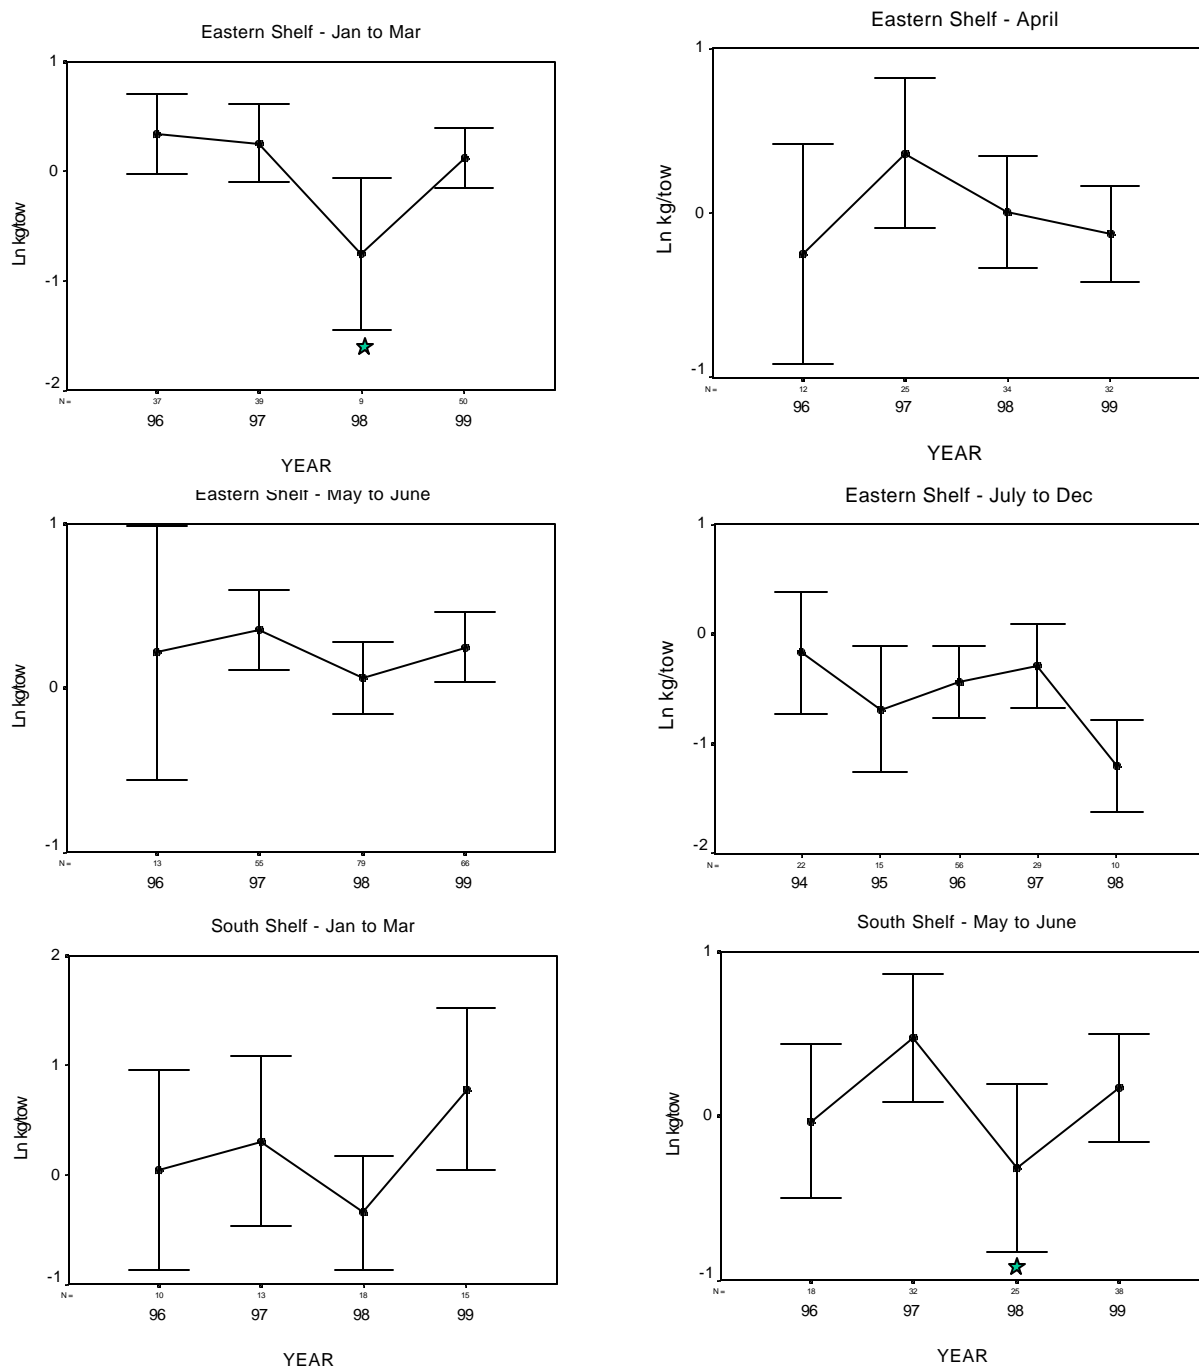 Eastern Shelf - Jan to Mar
1
0
-1
-2
Ln kg/tow
N = 37 39 9 50
96 97 98 99
YEAR
Eastern Shelf - April
1
0
-1
Ln kg/tow
N = 12 25 34 32
96 97 98 99
YEAR
Eastern Shelf - May to June
1
0
-1
Ln kg/tow
N = 13 55 79 66
96 97 98 99
Eastern Shelf - July to Dec
1
0
-1
-2
Ln kg/tow
N = 22 15 56 29 10
94 95 96 97 98
South Shelf - Jan to Mar
2
1
0
-1
Ln kg/tow
N = 10 13 18 15
96 97 98 99
YEAR
South Shelf - May to June
1
0
-1
Ln kg/tow
N = 18 32 25 38
96 97 98 99
YEAR